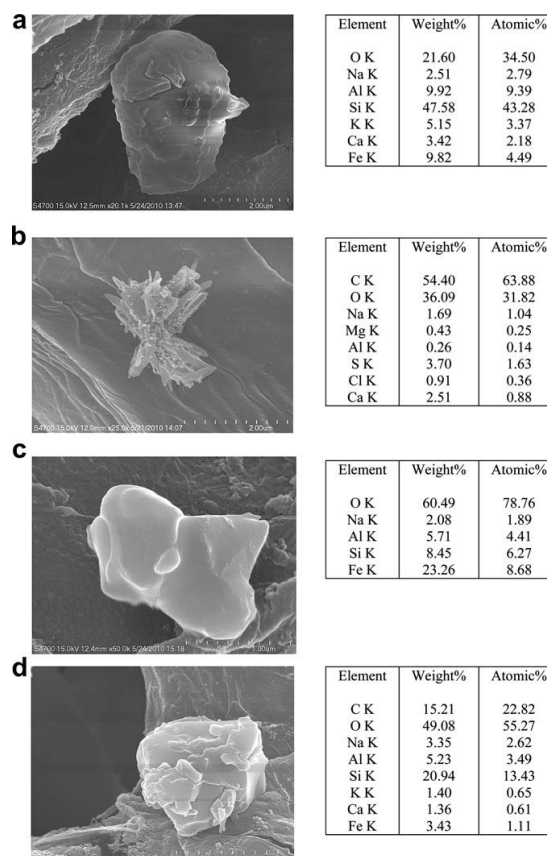 a
S4700 15.0kV 12.5mm x20.1k 5/24/2010 13:47 2.00um
Element Weight% Atomic%
O K 21.60 34.50
Na K 2.51 2.79
Al K 9.92 9.39
Si K 47.58 43.28
K K 5.15 3.37
Ca K 3.42 2.18
Fe K 9.82 4.49
b
S4700 15.0kV 12.0mm x25.0k 5/21/2010 14:07 2.00um
Element Weight% Atomic%
C K 54.40 63.88
O K 36.09 31.82
Na K 1.69 1.04
Mg K 0.43 0.25
Al K 0.26 0.14
S K 3.70 1.63
Cl K 0.91 0.36
Ca K 2.51 0.88
c
S4700 15.0kV 12.4mm x50.0k 5/24/2010 15:16 1.00um
Element Weight% Atomic%
O K 60.49 78.76
Na K 2.08 1.89
Al K 5.71 4.41
Si K 8.45 6.27
Fe K 23.26 8.68
d
Element Weight% Atomic%
C K 15.21 22.82
O K 49.08 55.27
Na K 3.35 2.62
Al K 5.23 3.49
Si K 20.94 13.43
K K 1.40 0.65
Ca K 1.36 0.61
Fe K 3.43 1.11